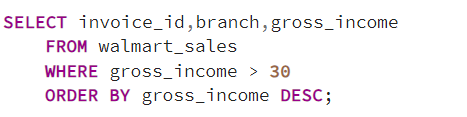 SELECT invoice_id,branch,gross_income
FROM walmart_sales
WHERE gross_income > 30
ORDER BY gross_income DESC;